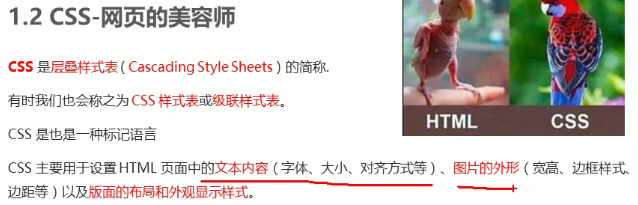 1.2 CSS-网页的美容师
CSS 是层叠样式表 ( Cascading Style Sheets ) 的简称.
有时我们也会称之为 CSS 样式表或级联样式表。
CSS 是也是一种标记语言
CSS 主要用于设置 HTML 页面中的文本内容 ( 字体、大小、对齐方式等 )、图片的外形 ( 宽高、边框样式、
边距等 ) 以及版面的布局和外观显示样式。
HTML
CSS